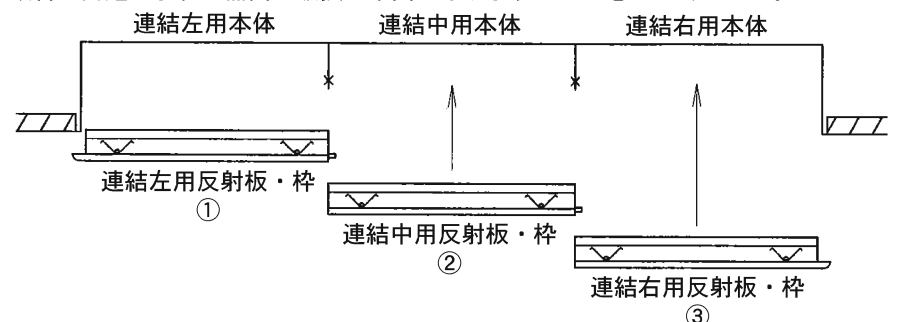 連結左用本体 連結中用本体 連結右用本体
連結左用反射板・枠
①
連結中用反射板・枠
②
連結右用反射板・枠
③